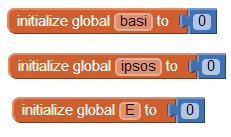 initialize global basi to 0
initialize global ipsos to 0
initialize global E to 0